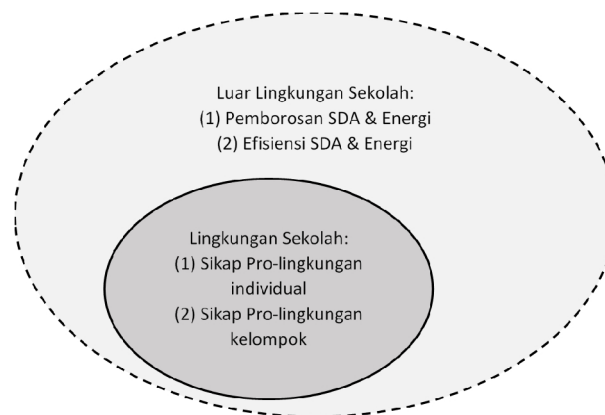 Luar Lingkungan Sekolah:
(1) Pemborosan SDA & Energi
(2) Efisiensi SDA & Energi
Lingkungan Sekolah:
(1) Sikap Pro-lingkungan
individual
(2) Sikap Pro-lingkungan
kelompok